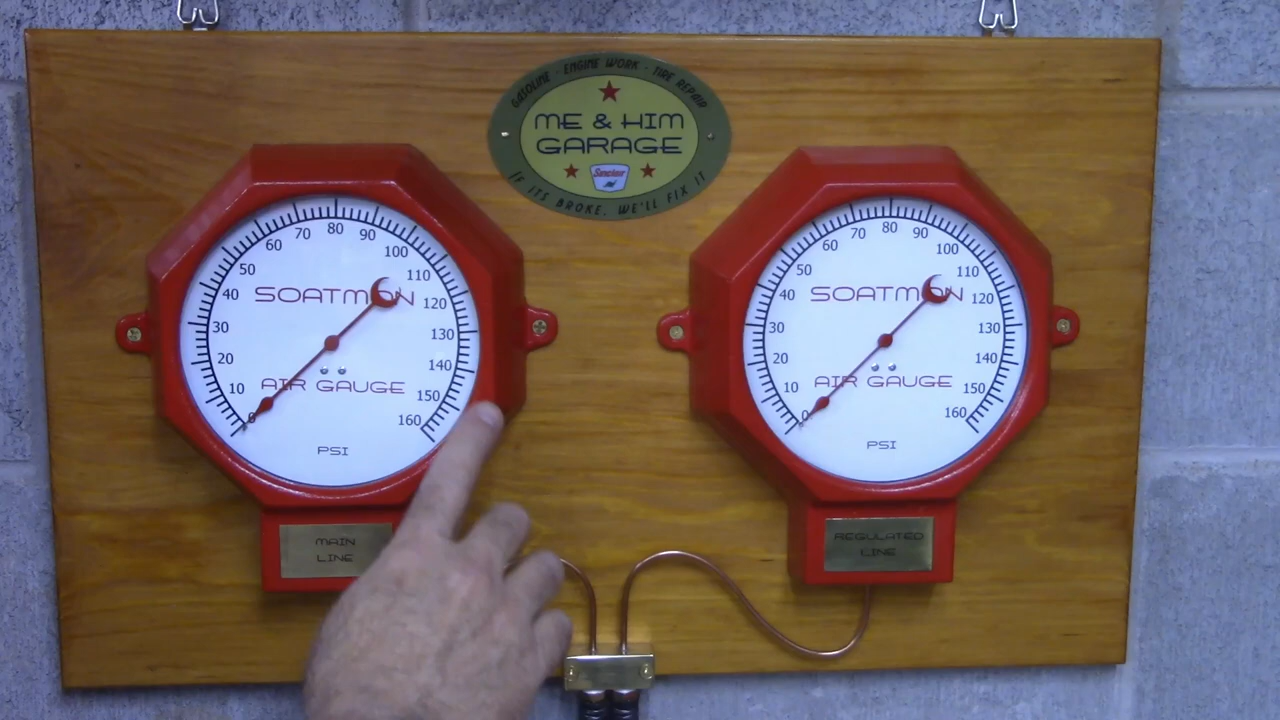 GASOLINE - ENGINE WORK - TIRE REPAIR
ME & HIM
GARAGE
Sinclair
IF ITS BROKE, WE'LL FIX IT
0 10 20 30 40 50 60 70 80 90 100 110 120 130 140 150 160
SOATMON
AIR GAUGE
PSI
MAIN
LINE
0 10 20 30 40 50 60 70 80 90 100 110 120 130 140 150 160
SOATMON
AIR GAUGE
PSI
REGULATED
LINE